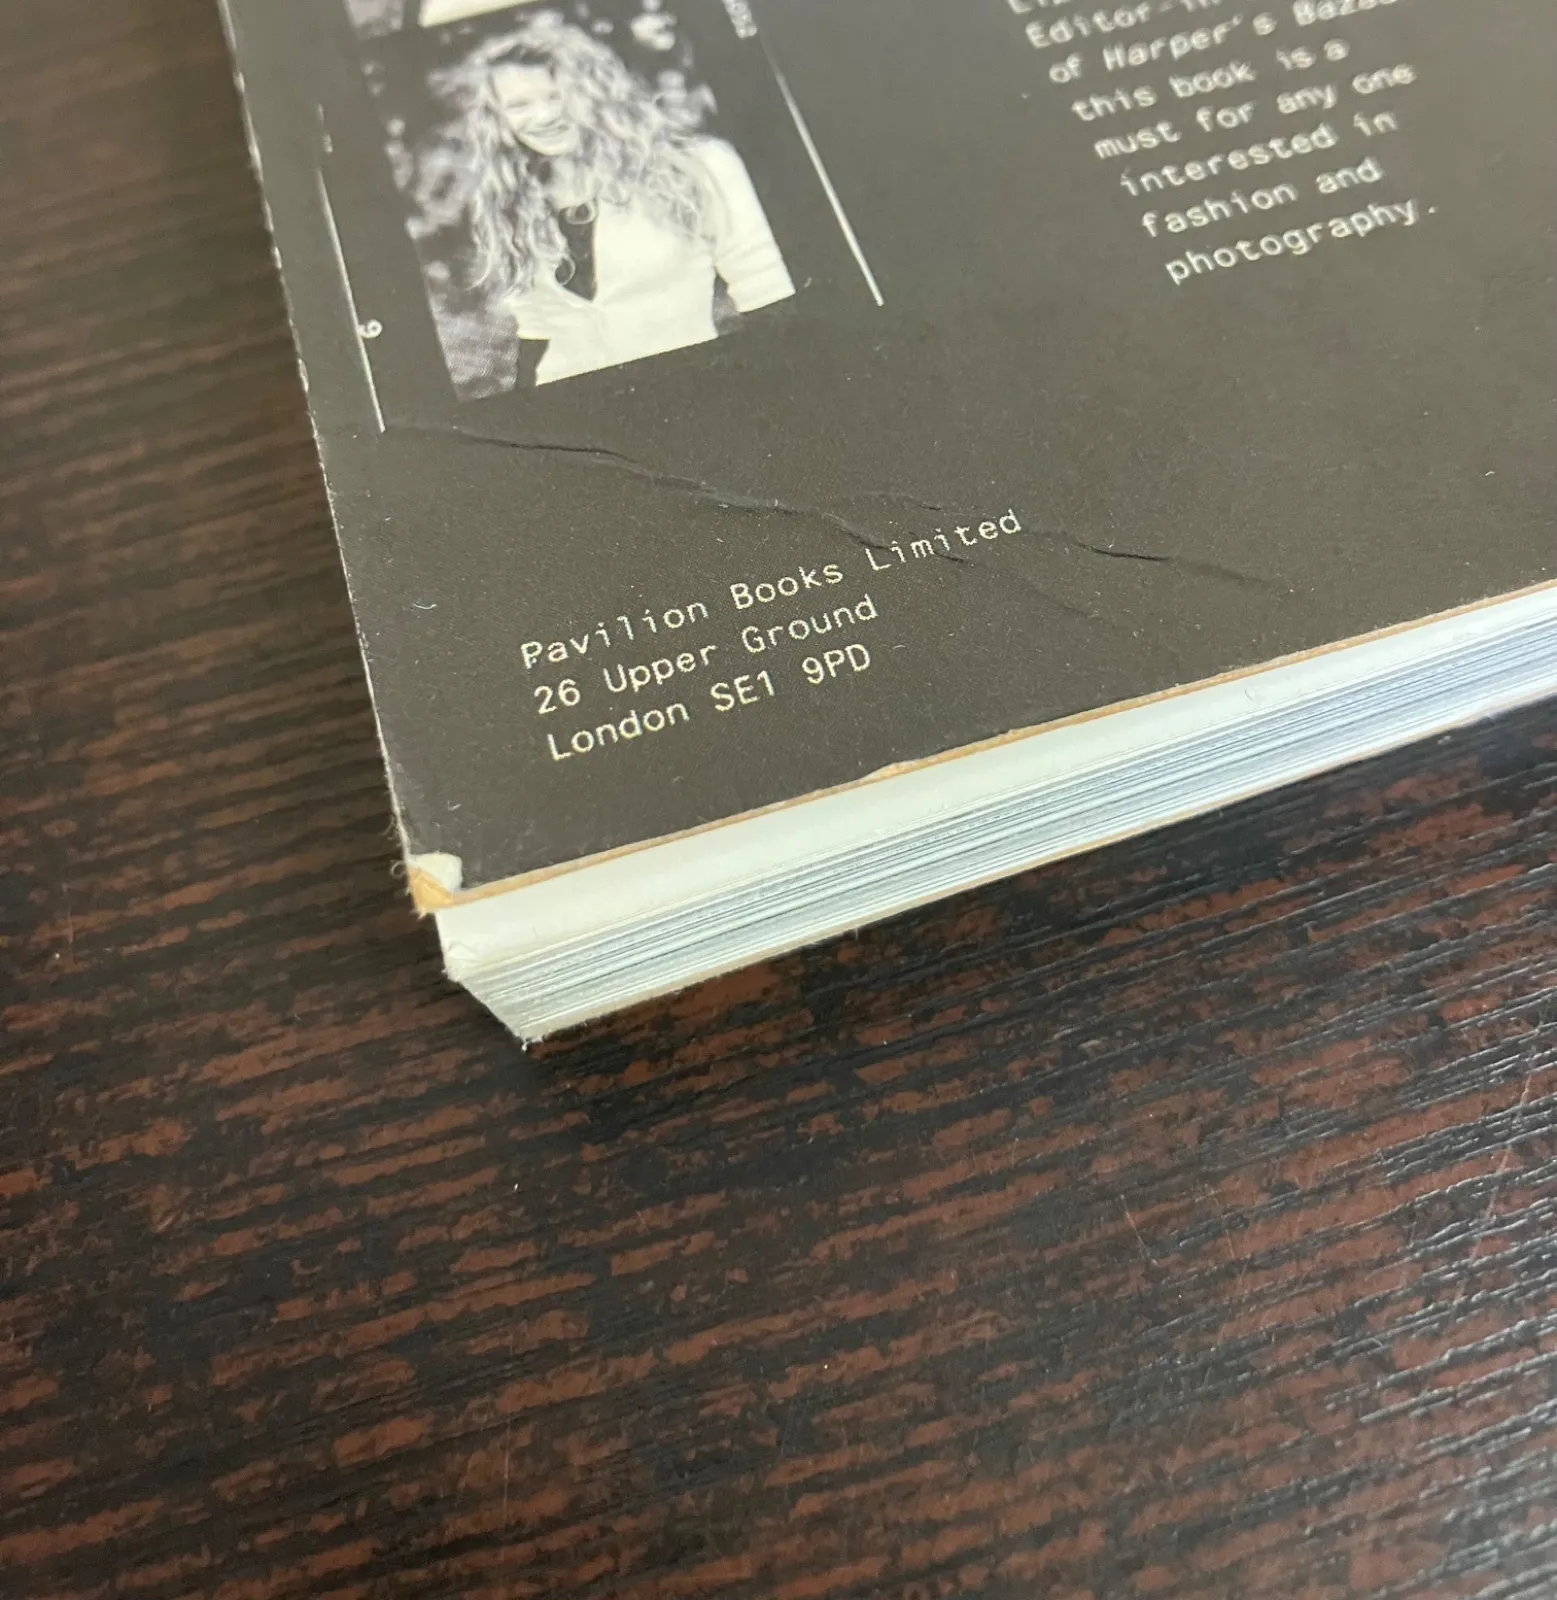 Editor-in
of Harper's Bazaa
this book is a
must for any one
interested in
fashion and
photography.
6
Pavilion Books Limited
26 Upper Ground
London SE1 9PD